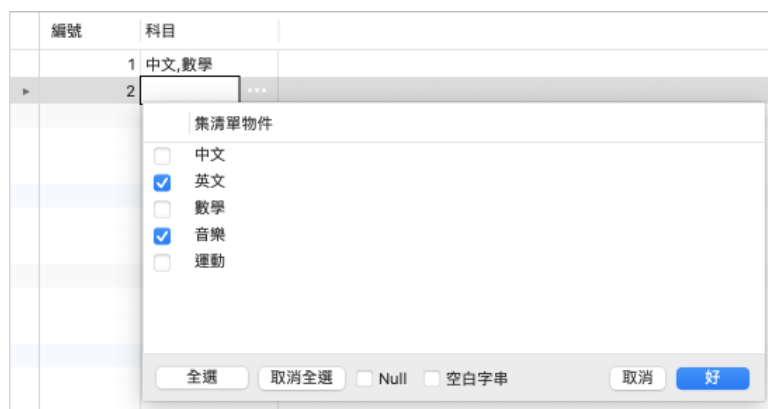 編號 科目
1 中文,數學
2
集清單物件
中文
英文
數學
音樂
運動
全選 取消全選 Null 空白字串 取消 好